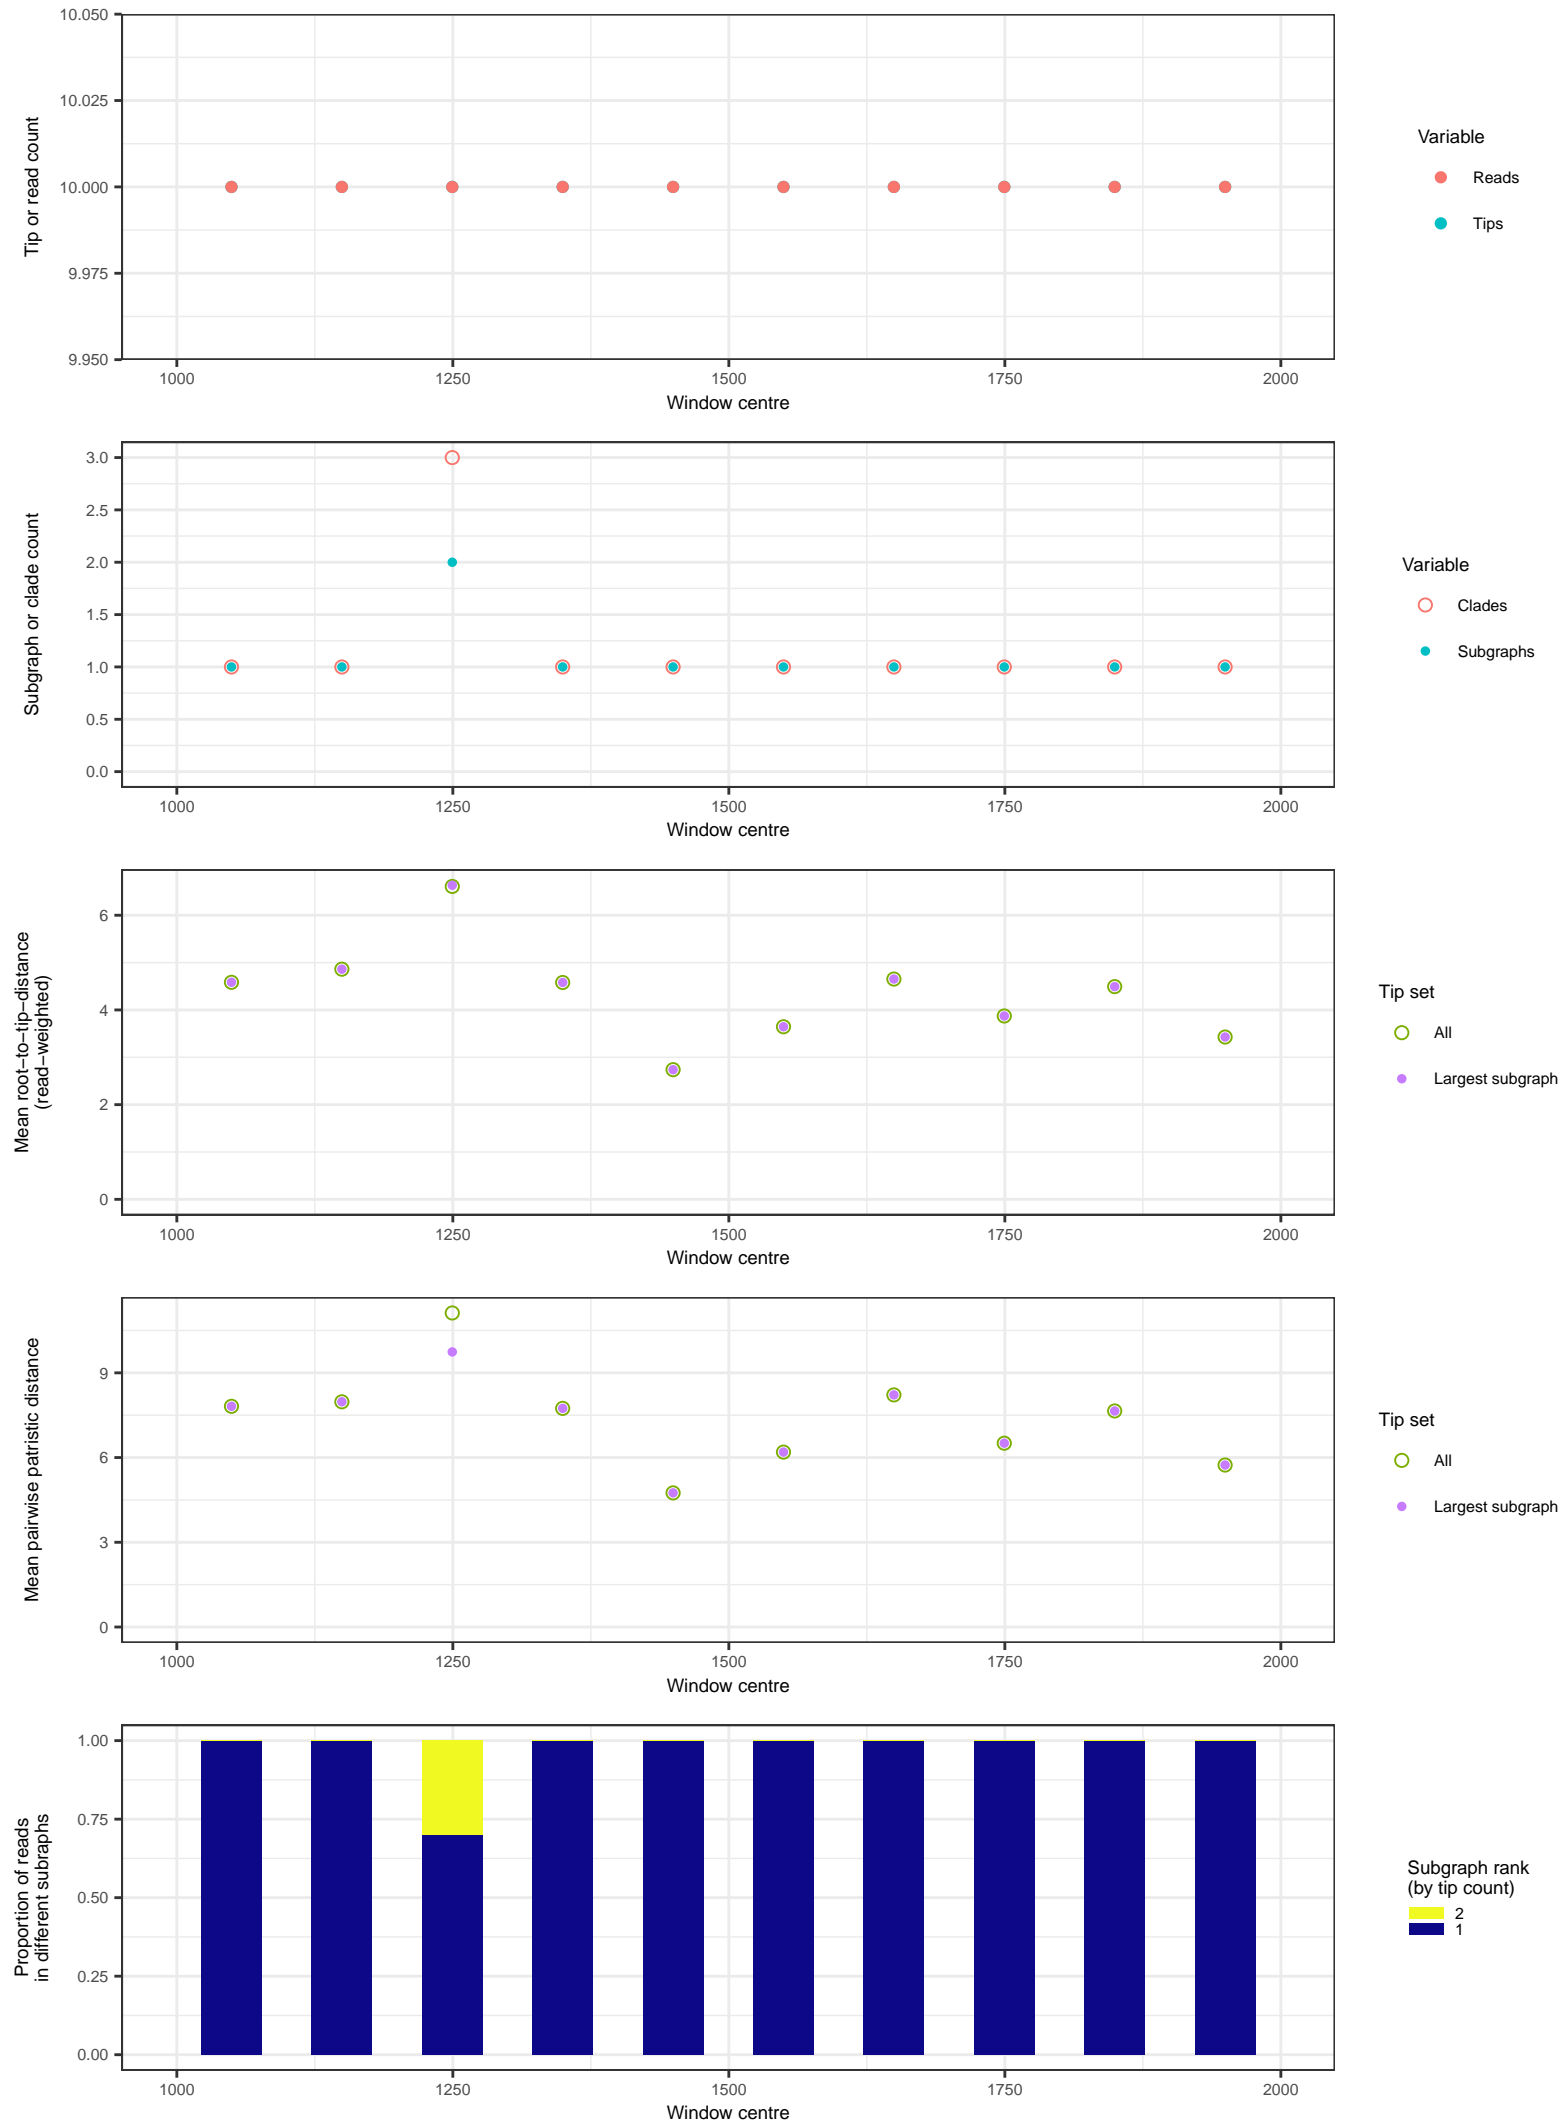 10.050
10.025
10.000
9.975
9.950
Tip or read count
1000 1250 1500 1750 2000
Window centre
Variable
Reads
Tips
3.0
2.5
2.0
1.5
1.0
0.5
0.0
Subgraph or clade count
1000 1250 1500 1750 2000
Window centre
Variable
Clades
Subgraphs
6
4
2
0
Mean root−to−tip−distance
(read−weighted)
1000 1250 1500 1750 2000
Window centre
Tip set
All
Largest subgraph
9
6
3
0
Mean pairwise patristic distance
1000 1250 1500 1750 2000
Window centre
Tip set
All
Largest subgraph
1.00
0.75
0.50
0.25
0.00
Proportion of reads
in different subraphs
1000 1250 1500 1750 2000
Window centre
Subgraph rank
(by tip count)
2
1